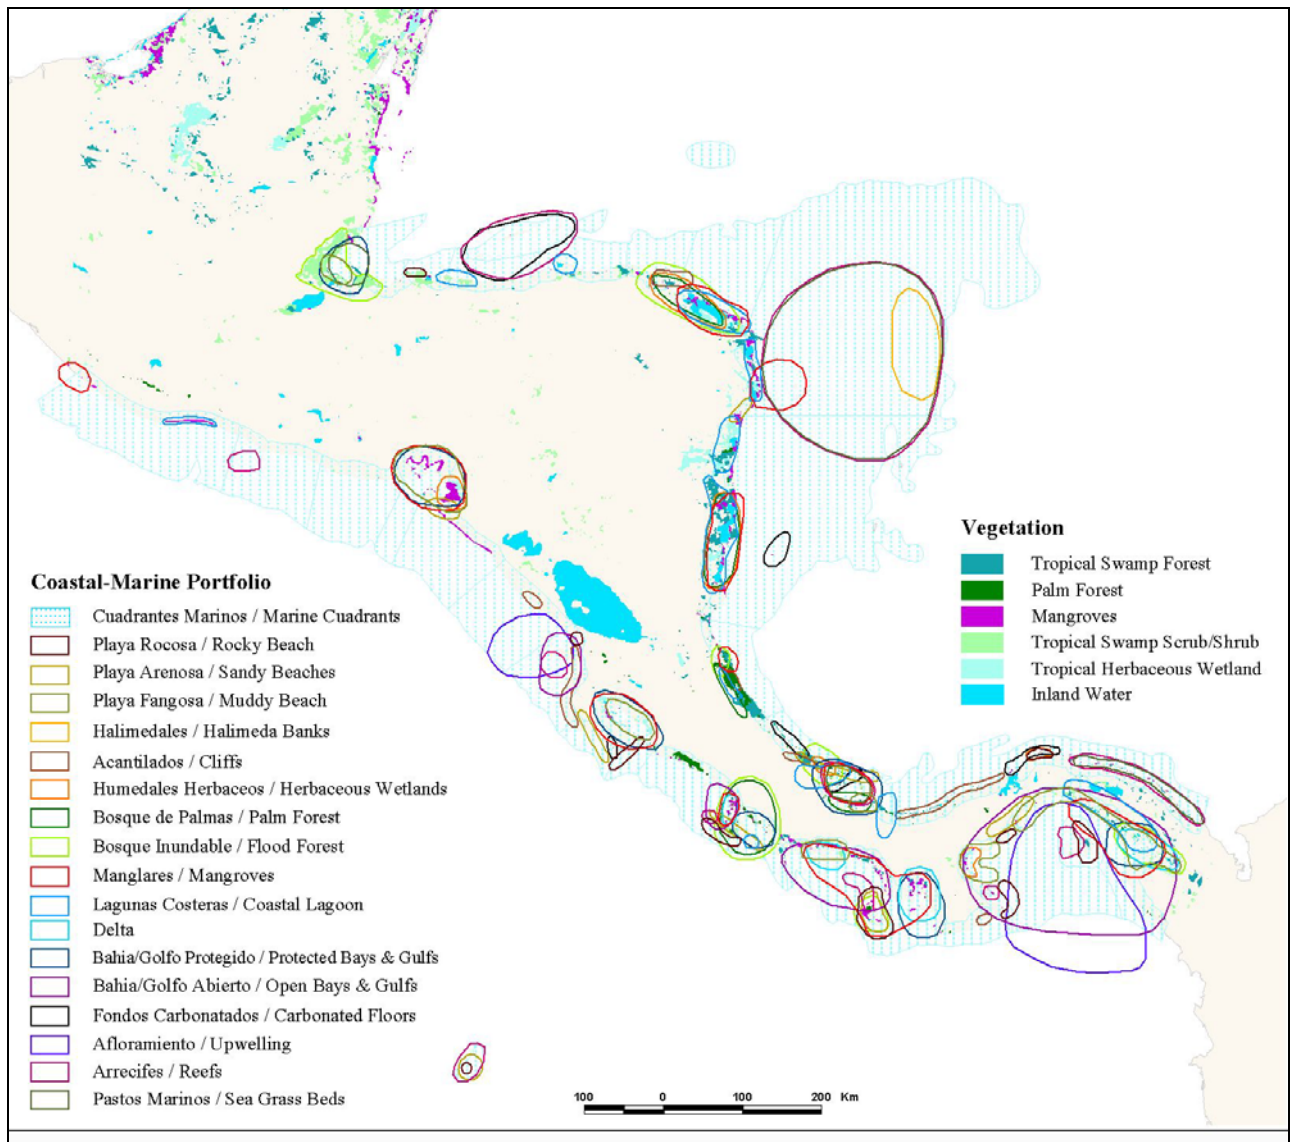 Vegetation
Tropical Swamp Forest
Palm Forest
Mangroves
Tropical Swamp Scrub/Shrub
Tropical Herbaceous Wetland
Inland Water
Coastal-Marine Portfolio
Cuadrantes Marinos / Marine Cuadrants
Playa Rocosa / Rocky Beach
Playa Arenosa / Sandy Beaches
Playa Fangosa / Muddy Beach
Halimedales / Halimeda Banks
Acantilados / Cliffs
Humedales Herbaceos / Herbaceous Wetlands
Bosque de Palmas / Palm Forest
Bosque Inundable / Flood Forest
Manglares / Mangroves
Lagunas Costeras / Coastal Lagoon
Delta
Bahia/Golfo Protegido / Protected Bays & Gulfs
Bahia/Golfo Abierto / Open Bays & Gulfs
Fondos Carbonatados / Carbonated Floors
Afloramiento / Upwelling
Arrecifes / Reefs
Pastos Marinos / Sea Grass Beds
100 0 100 200 Km